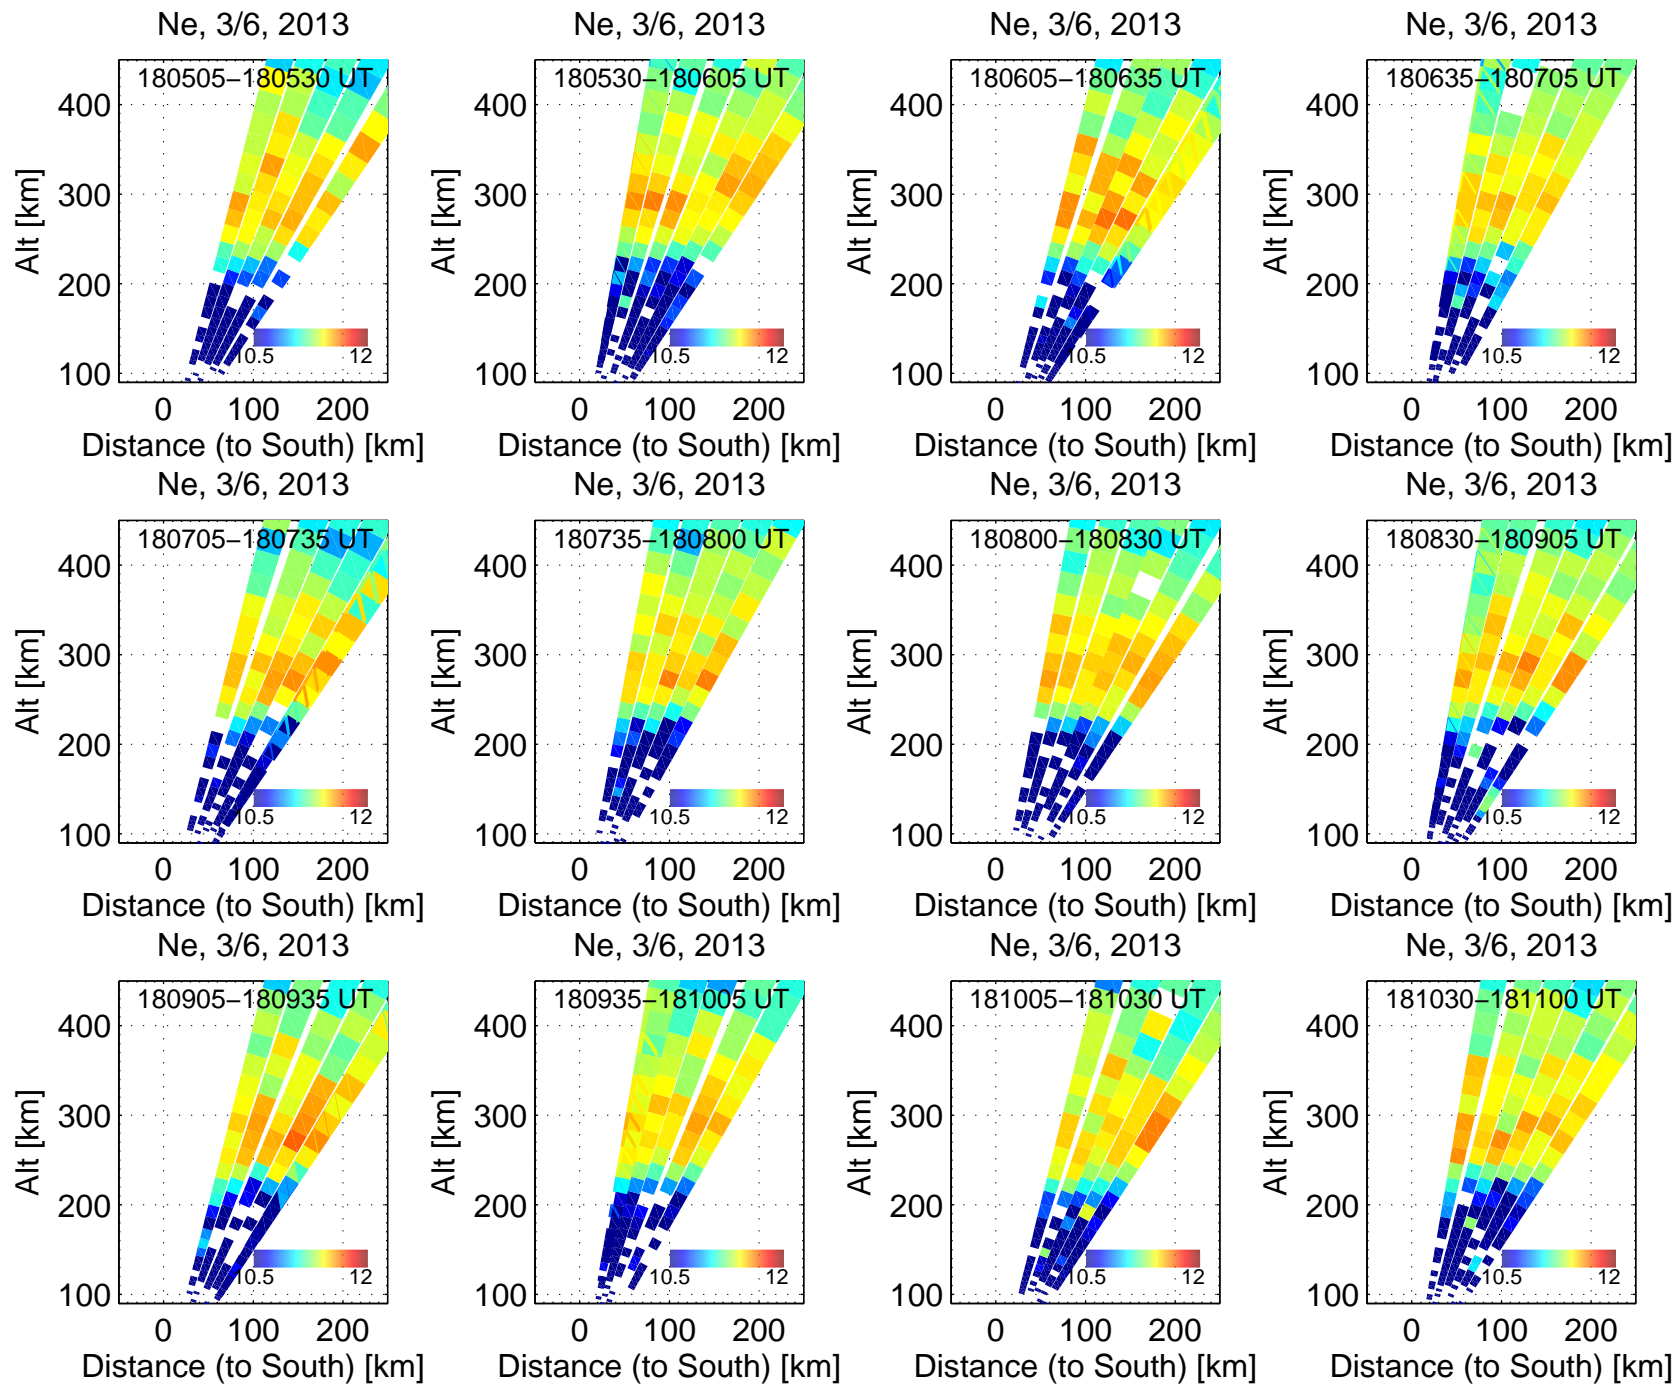 Ne, 3/6, 2013 Ne, 3/6, 2013 Ne, 3/6, 2013 Ne, 3/6, 2013
180505−180530 UT 180530−180605 UT 180605−180635 UT 180635−180705 UT
400 400 400 400
300 300 300 300
Alt [km] Alt [km] Alt [km] Alt [km]
200 200 200 200
10.5 12 10.5 12 10.5 12 10.5 12
100 100 100 100
0 100 200 0 100 200 0 100 200 0 100 200
Distance (to South) [km] Distance (to South) [km] Distance (to South) [km] Distance (to South) [km]
Ne, 3/6, 2013 Ne, 3/6, 2013 Ne, 3/6, 2013 Ne, 3/6, 2013
180705−180735 UT 180735−180800 UT 180800−180830 UT 180830−180905 UT
400 400 400 400
300 300 300 300
Alt [km] Alt [km] Alt [km] Alt [km]
200 200 200 200
10.5 12 10.5 12 10.5 12 10.5 12
100 100 100 100
0 100 200 0 100 200 0 100 200 0 100 200
Distance (to South) [km] Distance (to South) [km] Distance (to South) [km] Distance (to South) [km]
Ne, 3/6, 2013 Ne, 3/6, 2013 Ne, 3/6, 2013 Ne, 3/6, 2013
180905−180935 UT 180935−181005 UT 181005−181030 UT 181030−181100 UT
400 400 400 400
300 300 300 300
Alt [km] Alt [km] Alt [km] Alt [km]
200 200 200 200
10.5 12 10.5 12 10.5 12 10.5 12
100 100 100 100
0 100 200 0 100 200 0 100 200 0 100 200
Distance (to South) [km] Distance (to South) [km] Distance (to South) [km] Distance (to South) [km]